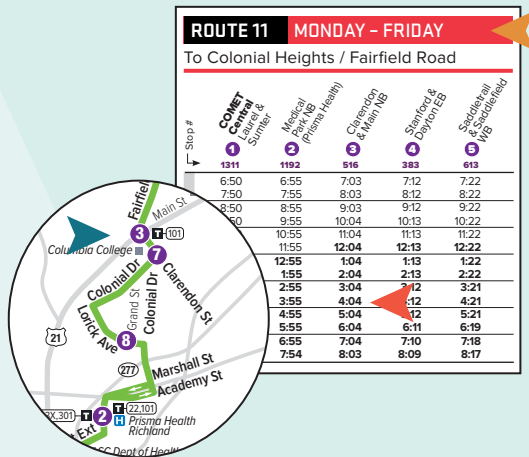 ROUTE 11 MONDAY – FRIDAY
To Colonial Heights / Fairfield Road
Stop #
COMET Central Laurel & Sumter
Medical Park NB (Prisma Health)
Clarendon & Main NB
Stanford & Dayton EB
Saddletrail & Saddlefield WB
1 2 3 4 5
1311 1192 516 383 613
6:50 6:55 7:03 7:12 7:22
7:50 7:55 8:03 8:12 8:22
8:50 8:55 9:03 9:12 9:22
9:55 10:04 10:13 10:22
10:55 11:04 11:13 11:22
11:55 12:04 12:13 12:22
12:55 1:04 1:13 1:22
1:55 2:04 2:13 2:22
2:55 3:04 3:21
3:55 4:04 4:21
4:55 5:04 5:21
5:55 6:04 6:11 6:19
6:55 7:04 7:10 7:18
7:54 8:03 8:09 8:17
Fairfield
Main St
3 T 101
Columbia College
7
Colonial Dr
Clarendon St
Grand St
Colonial Dr
Lorick Ave
21
8
277
Marshall St
Academy St
T 22,101
X,301 T 2
H Prisma Health
Richland
Ext
SC Dept of Health